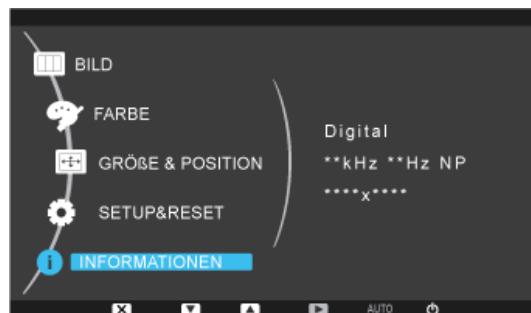 BILD
FARBE
GRÖßE & POSITION
SETUP&RESET
INFORMATIONEN
Digital
**kHz **Hz NP
****x****
AUTO